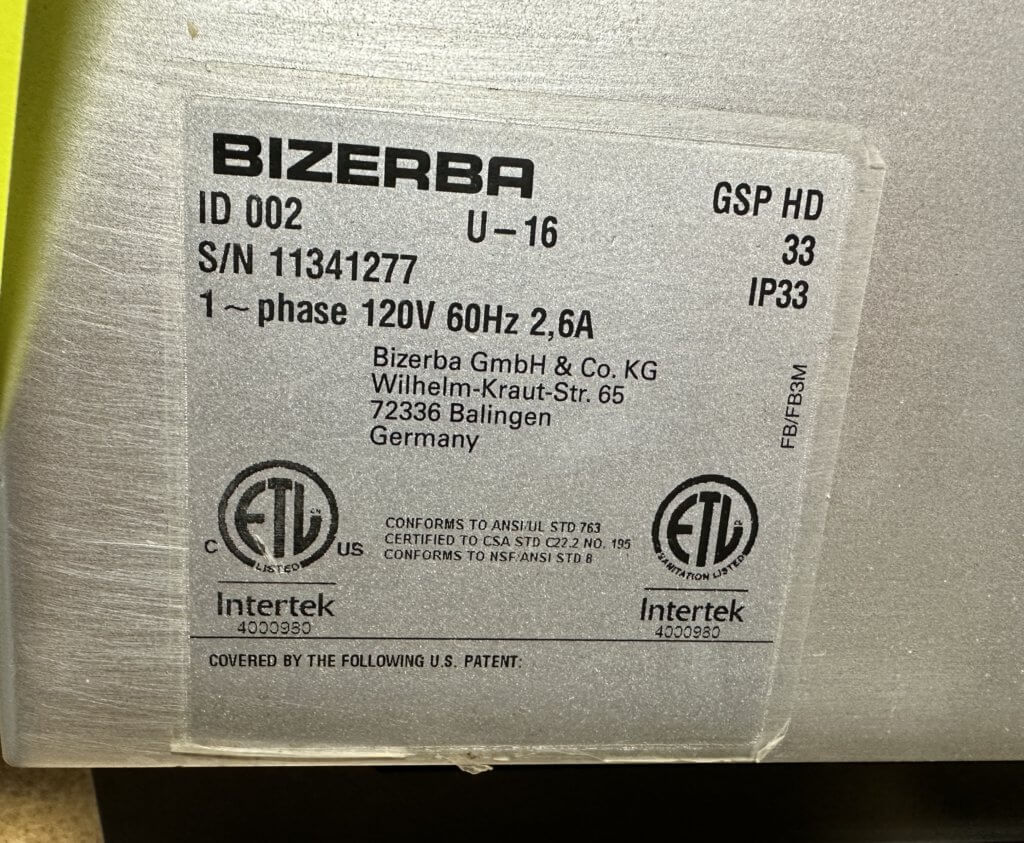 BIZERBA
ID 002 U-16 GSP HD
S/N 11341277 33
1 ~ phase 120V 60Hz 2,6A IP33
Bizerba GmbH & Co. KG
Wilhelm-Kraut-Str. 65
72336 Balingen
Germany
FB/FB3M
ETL CN
C LISTED US
Intertek
4000980
CONFORMS TO ANSI/UL STD 763
CERTIFIED TO CSA STD C22.2 NO. 195
CONFORMS TO NSF/ANSI STD 8
ETL
SANITATION LISTED
Intertek
4000980
COVERED BY THE FOLLOWING U.S. PATENT: